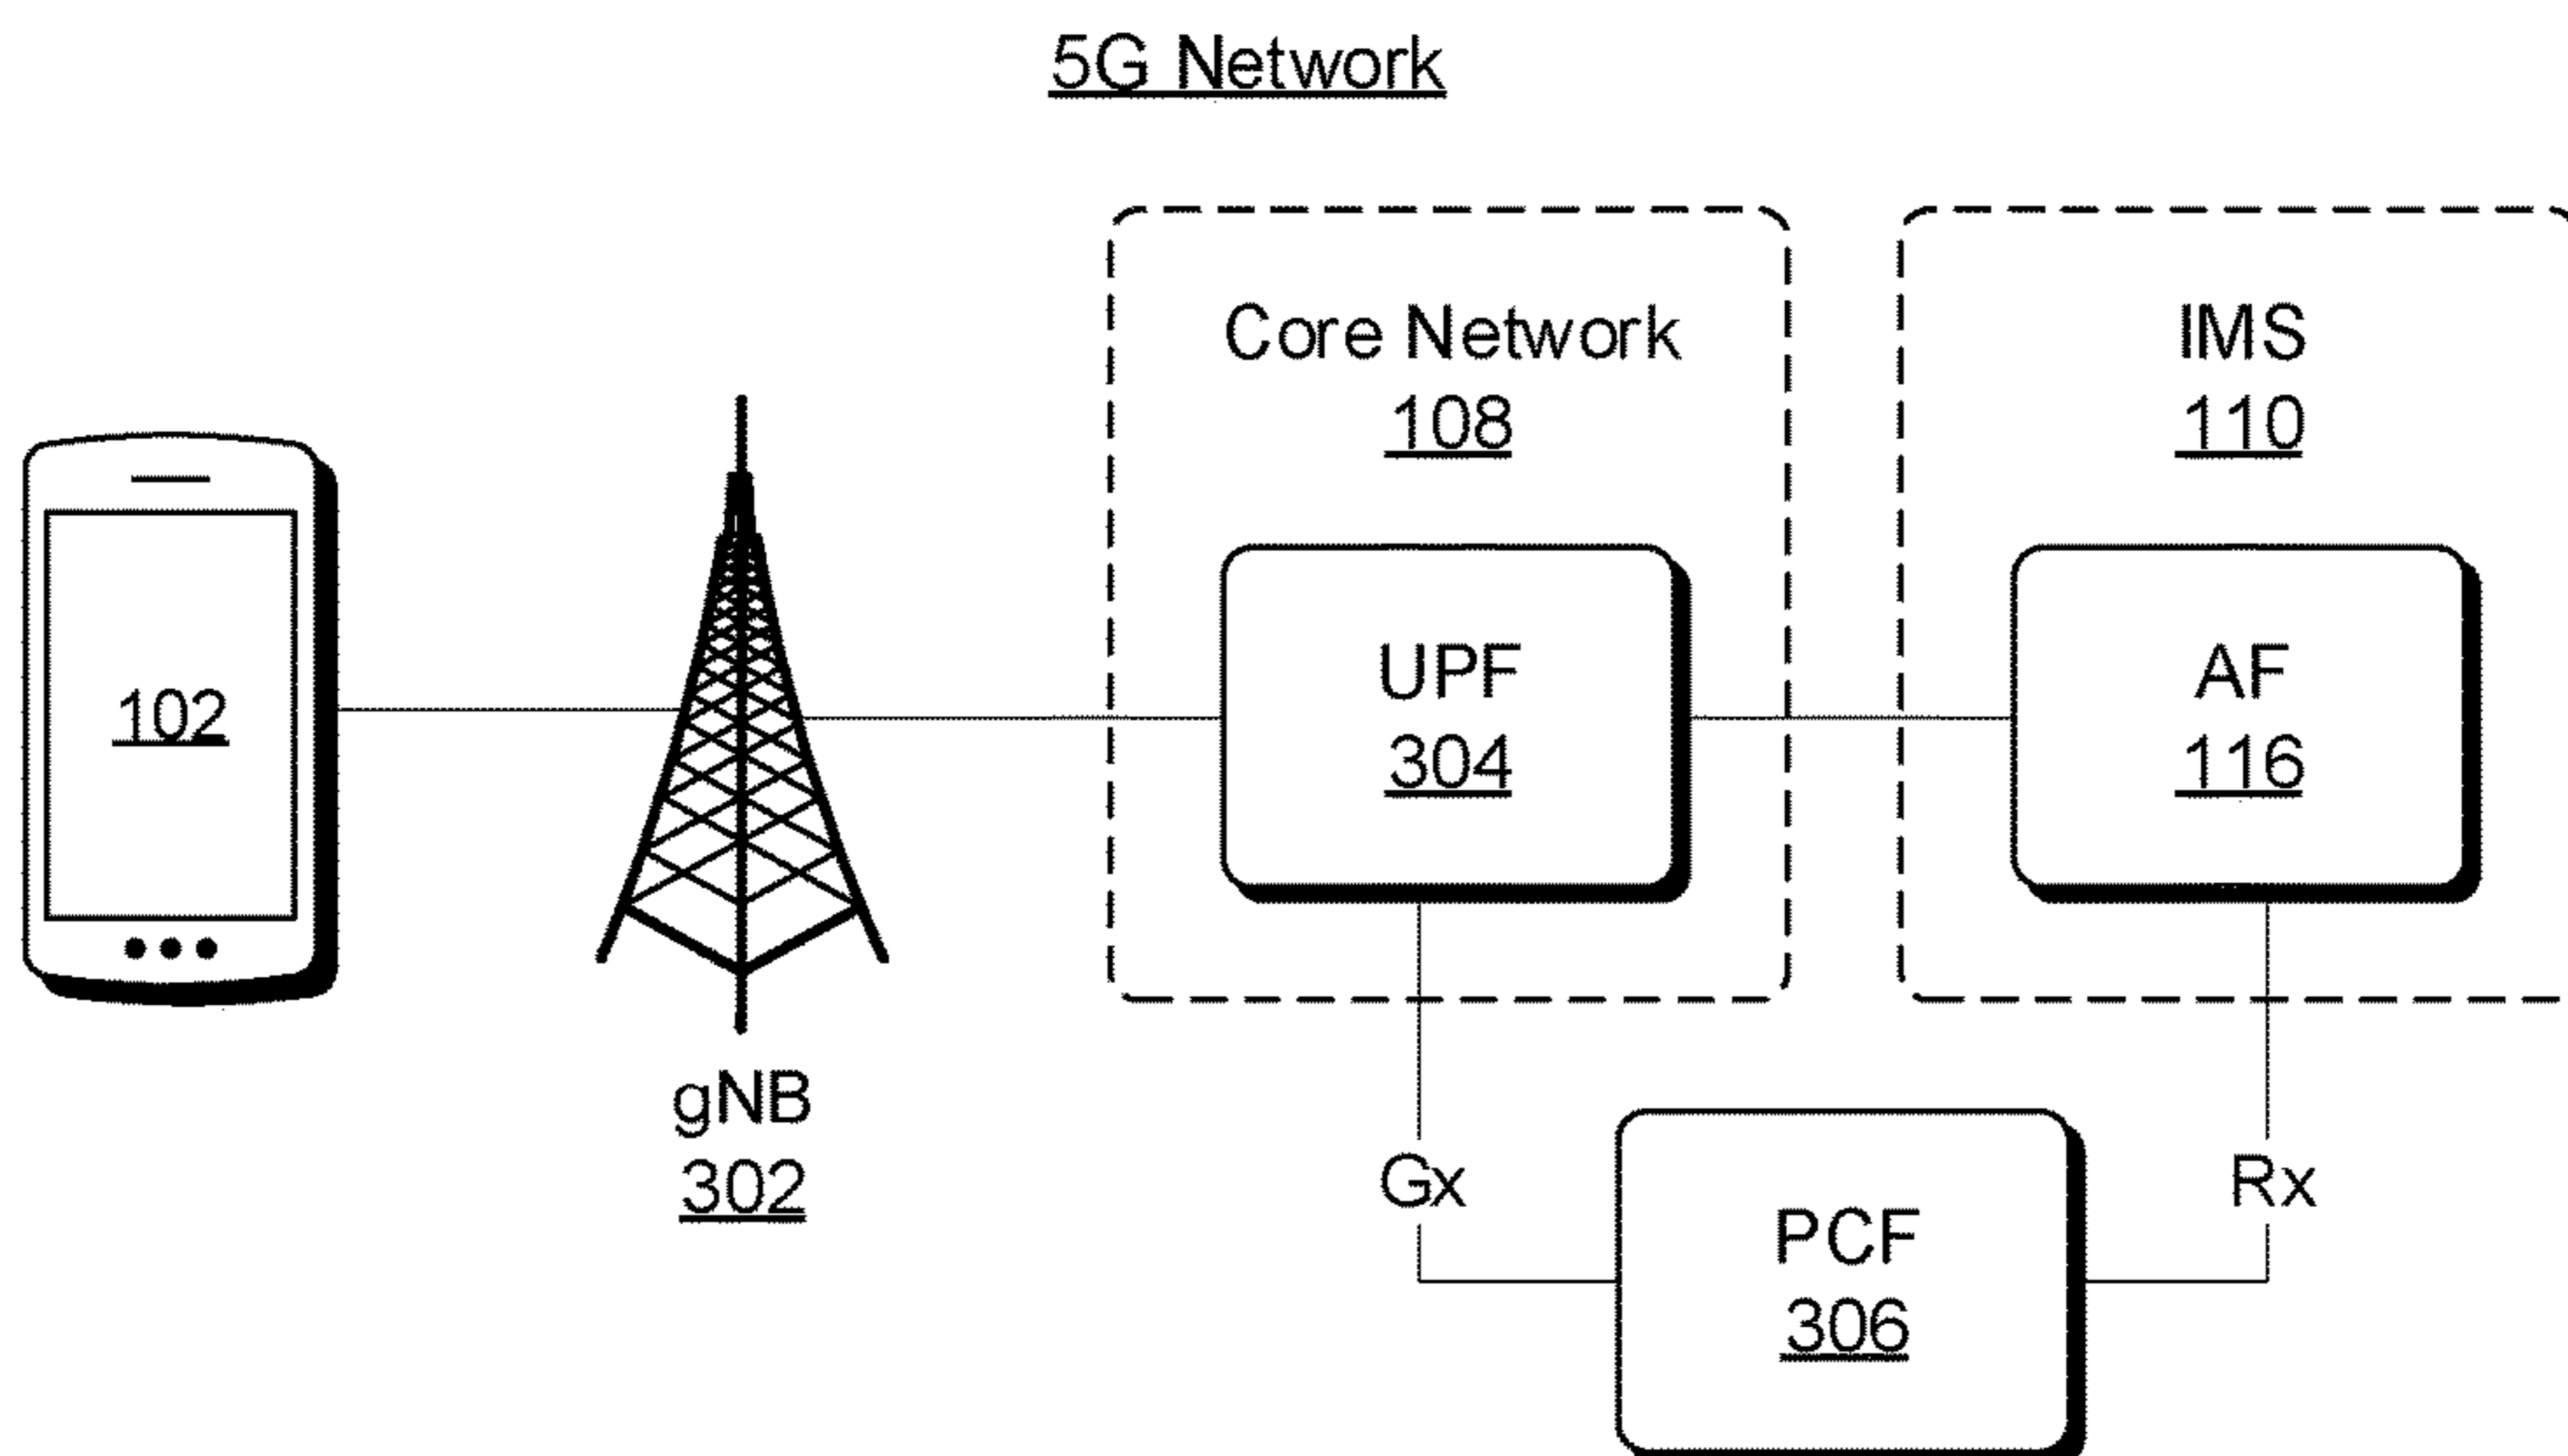 5G Network
Core Network
108
IMS
110
102
UPF
304
AF
116
gNB
302
Gx
Rx
PCF
306